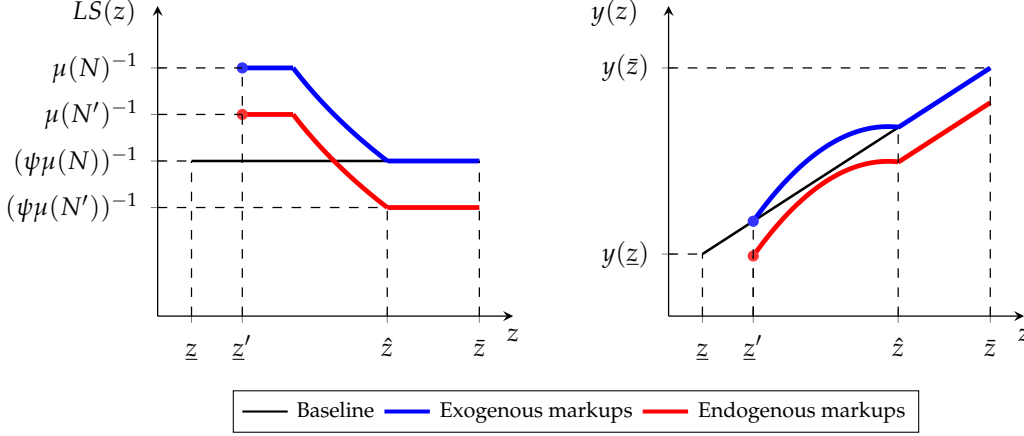 LS(z)
μ(N)⁻¹
μ(N′)⁻¹
(ψμ(N))⁻¹
(ψμ(N′))⁻¹
z̲ z̲′ ẑ z̄ z
y(z)
y(z̄)
y(z̲)
z̲ z̲′ ẑ z̄ z
Baseline Exogenous markups Endogenous markups